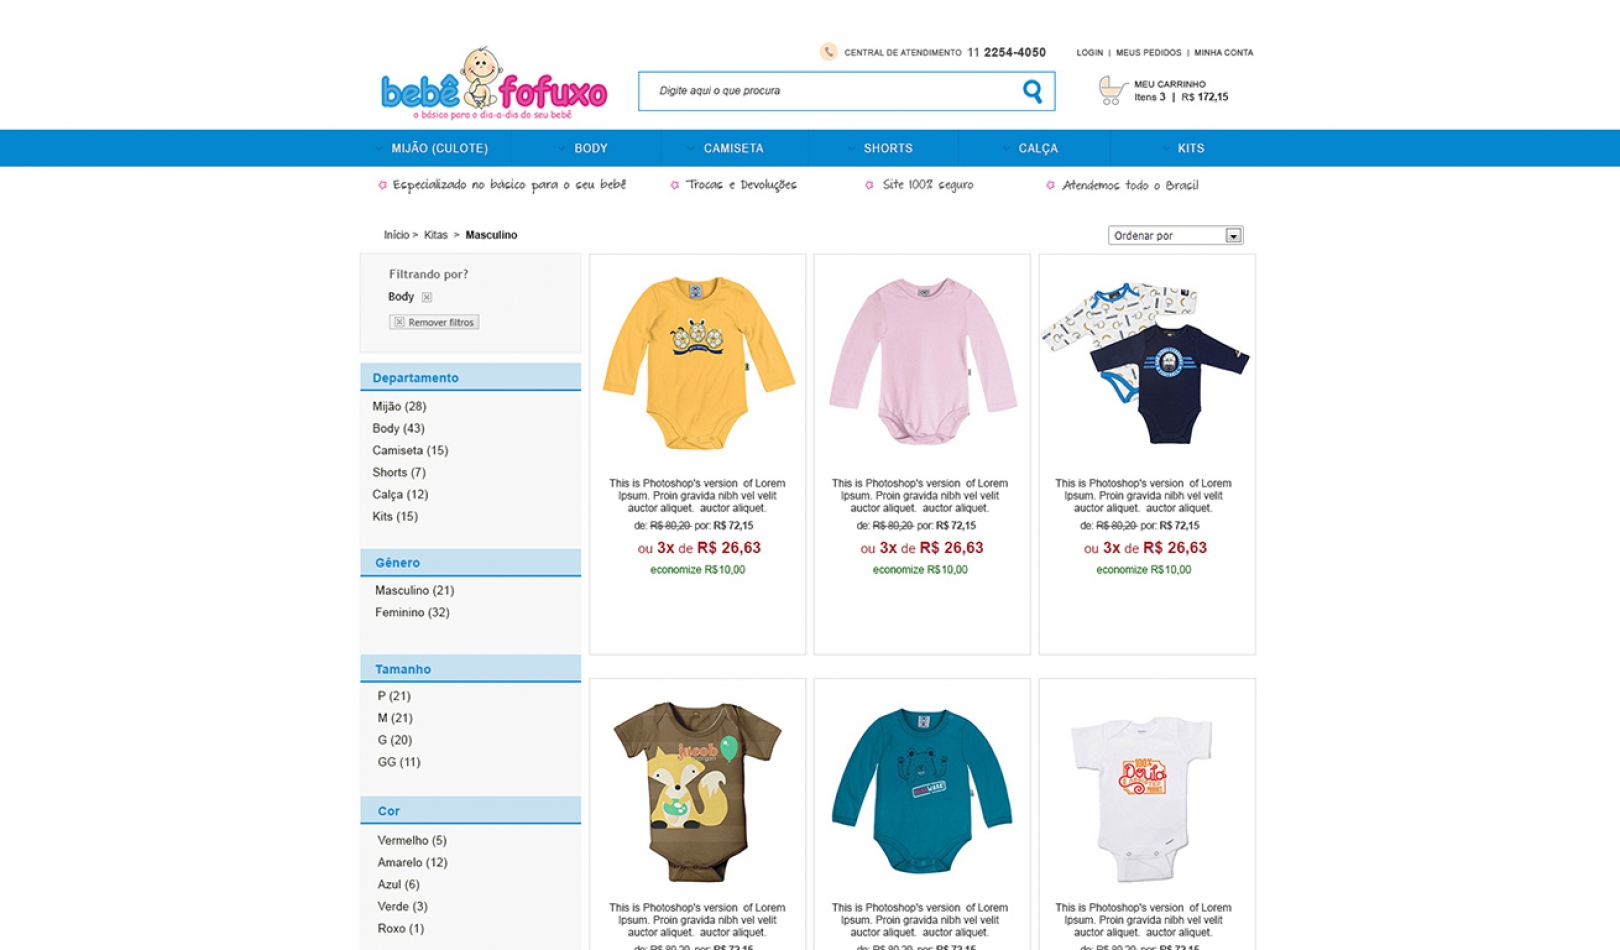 CENTRAL DE ATENDIMENTO 11 2254-4050
LOGIN | MEUS PEDIDOS | MINHA CONTA
bebê fofuxo
o básico para o dia-a-dia do seu bebê
Digite aqui o que procura
MEU CARRINHO
Itens 3 | R$ 172,15
MIJÃO (CULOTE) BODY CAMISETA SHORTS CALÇA KITS
Especializado no básico para o seu bebê Trocas e Devoluções Site 100% seguro Atendemos todo o Brasil
Início > Kitas > Masculino
Ordenar por
Filtrando por?
Body
Remover filtros
Departamento
Mijão (28)
Body (43)
Camiseta (15)
Shorts (7)
Calça (12)
Kits (15)
Gênero
Masculino (21)
Feminino (32)
Tamanho
P (21)
M (21)
G (20)
GG (11)
Cor
Vermelho (5)
Amarelo (12)
Azul (6)
Verde (3)
Roxo (1)
This is Photoshop's version of Lorem
Ipsum. Proin gravida nibh vel velit
auctor aliquet. auctor aliquet.
de: R$ 80,20 por: R$ 72,15
ou 3x de R$ 26,63
economize R$10,00
This is Photoshop's version of Lorem
Ipsum. Proin gravida nibh vel velit
auctor aliquet. auctor aliquet.
de: R$ 80,20 por: R$ 72,15
ou 3x de R$ 26,63
economize R$10,00
This is Photoshop's version of Lorem
Ipsum. Proin gravida nibh vel velit
auctor aliquet. auctor aliquet.
de: R$ 80,20 por: R$ 72,15
ou 3x de R$ 26,63
economize R$10,00
jacob
100%
Doula
PRODUCT
This is Photoshop's version of Lorem
Ipsum. Proin gravida nibh vel velit
auctor aliquet. auctor aliquet.
de: R$ 80,20 por: R$ 72,15
This is Photoshop's version of Lorem
Ipsum. Proin gravida nibh vel velit
auctor aliquet. auctor aliquet.
de: R$ 80,20 por: R$ 72,15
This is Photoshop's version of Lorem
Ipsum. Proin gravida nibh vel velit
auctor aliquet. auctor aliquet.
de: R$ 80,20 por: R$ 72,15